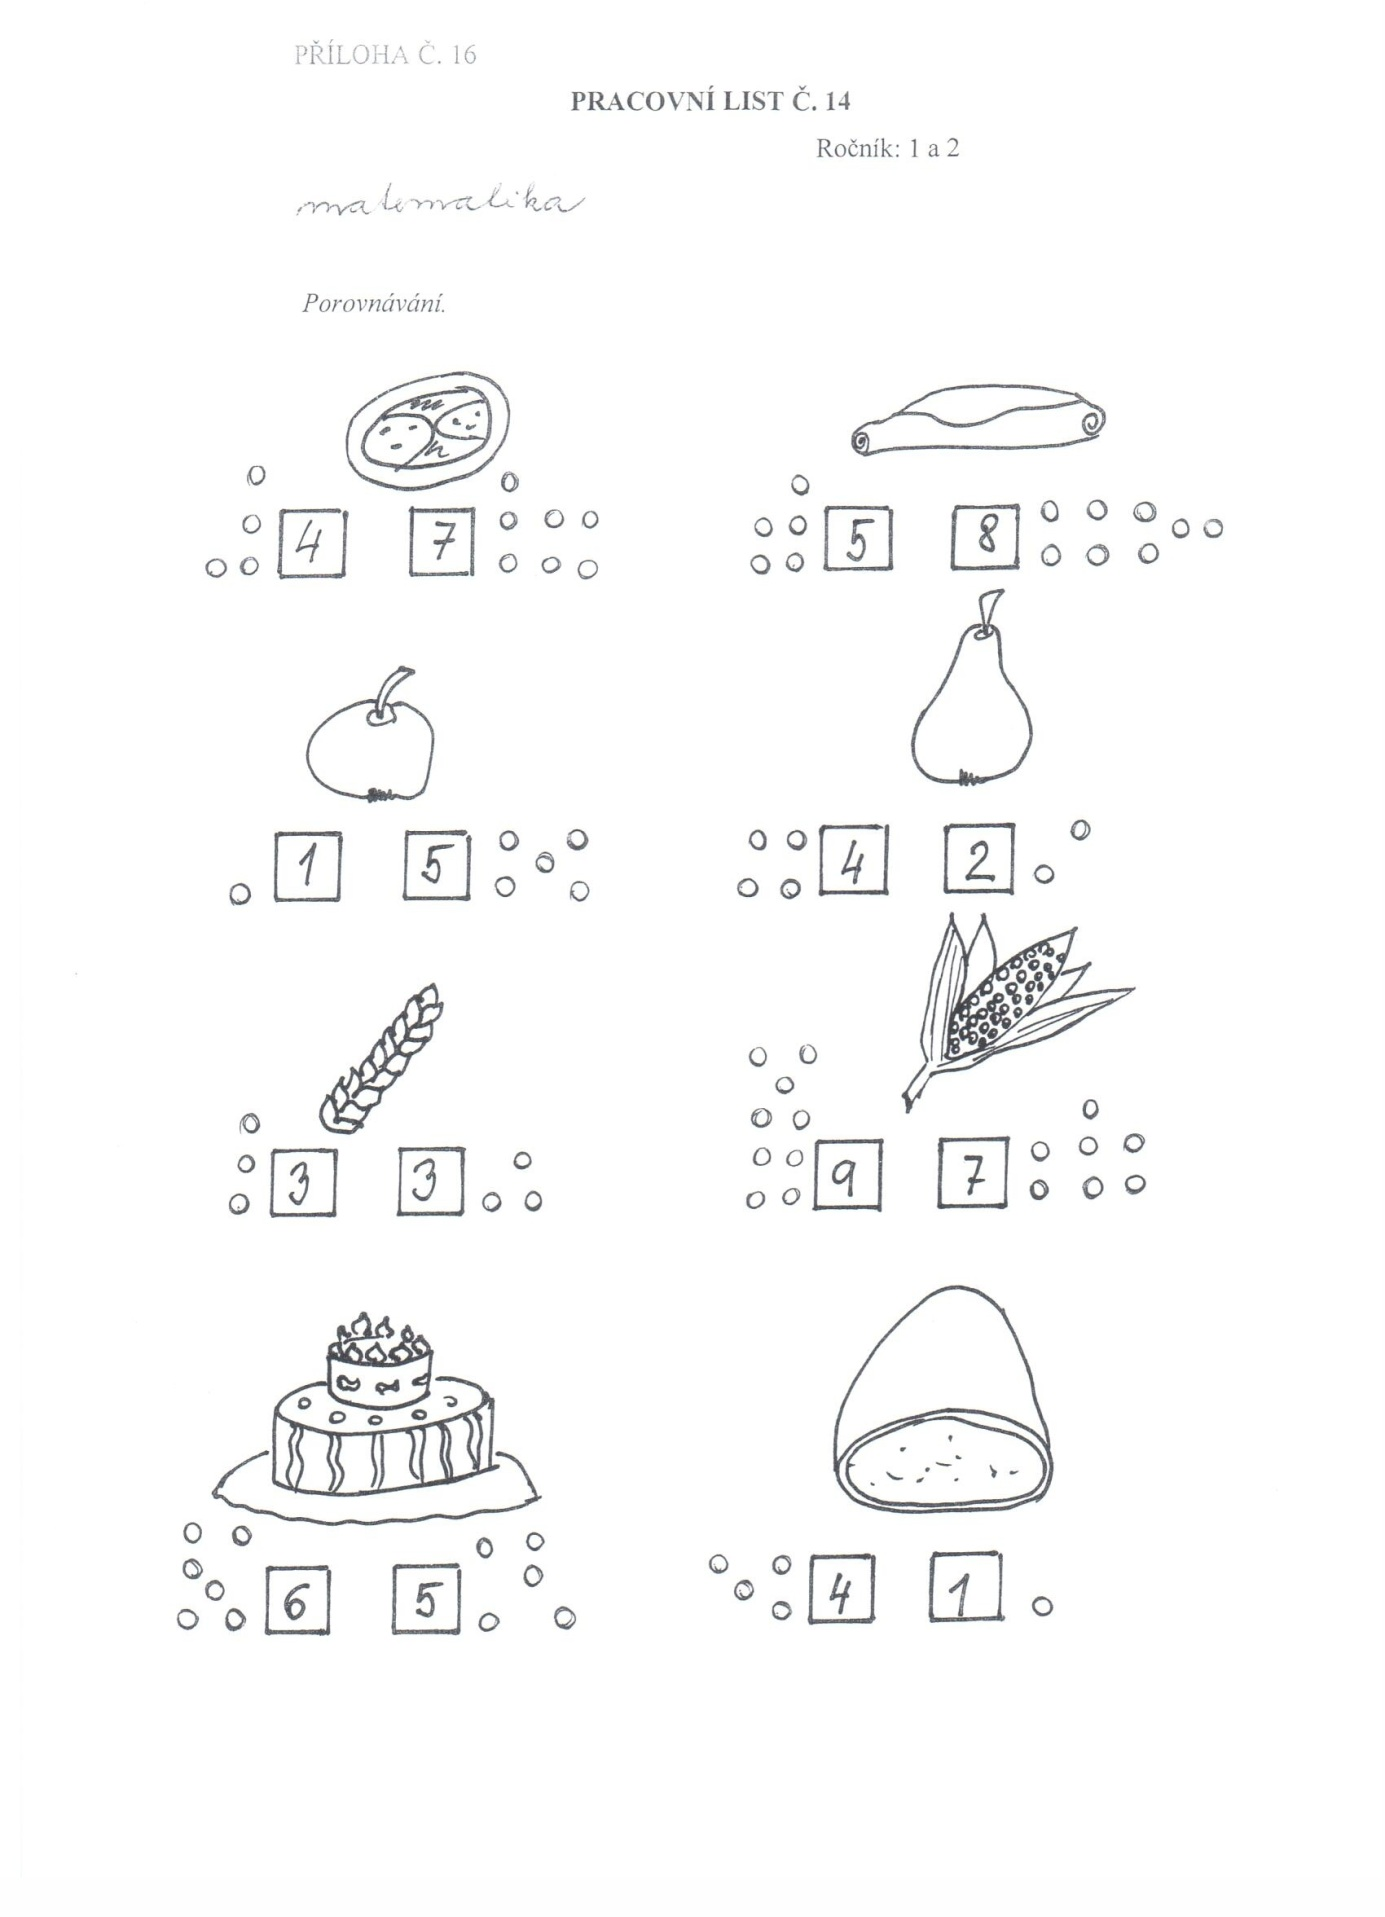 PŘÍLOHA Č. 16
PRACOVNÍ LIST Č. 14
Ročník: 1 a 2
matematika
Porovnávání.
4 7 5 8
1 5 4 2
3 3 9 7
6 5 4 1